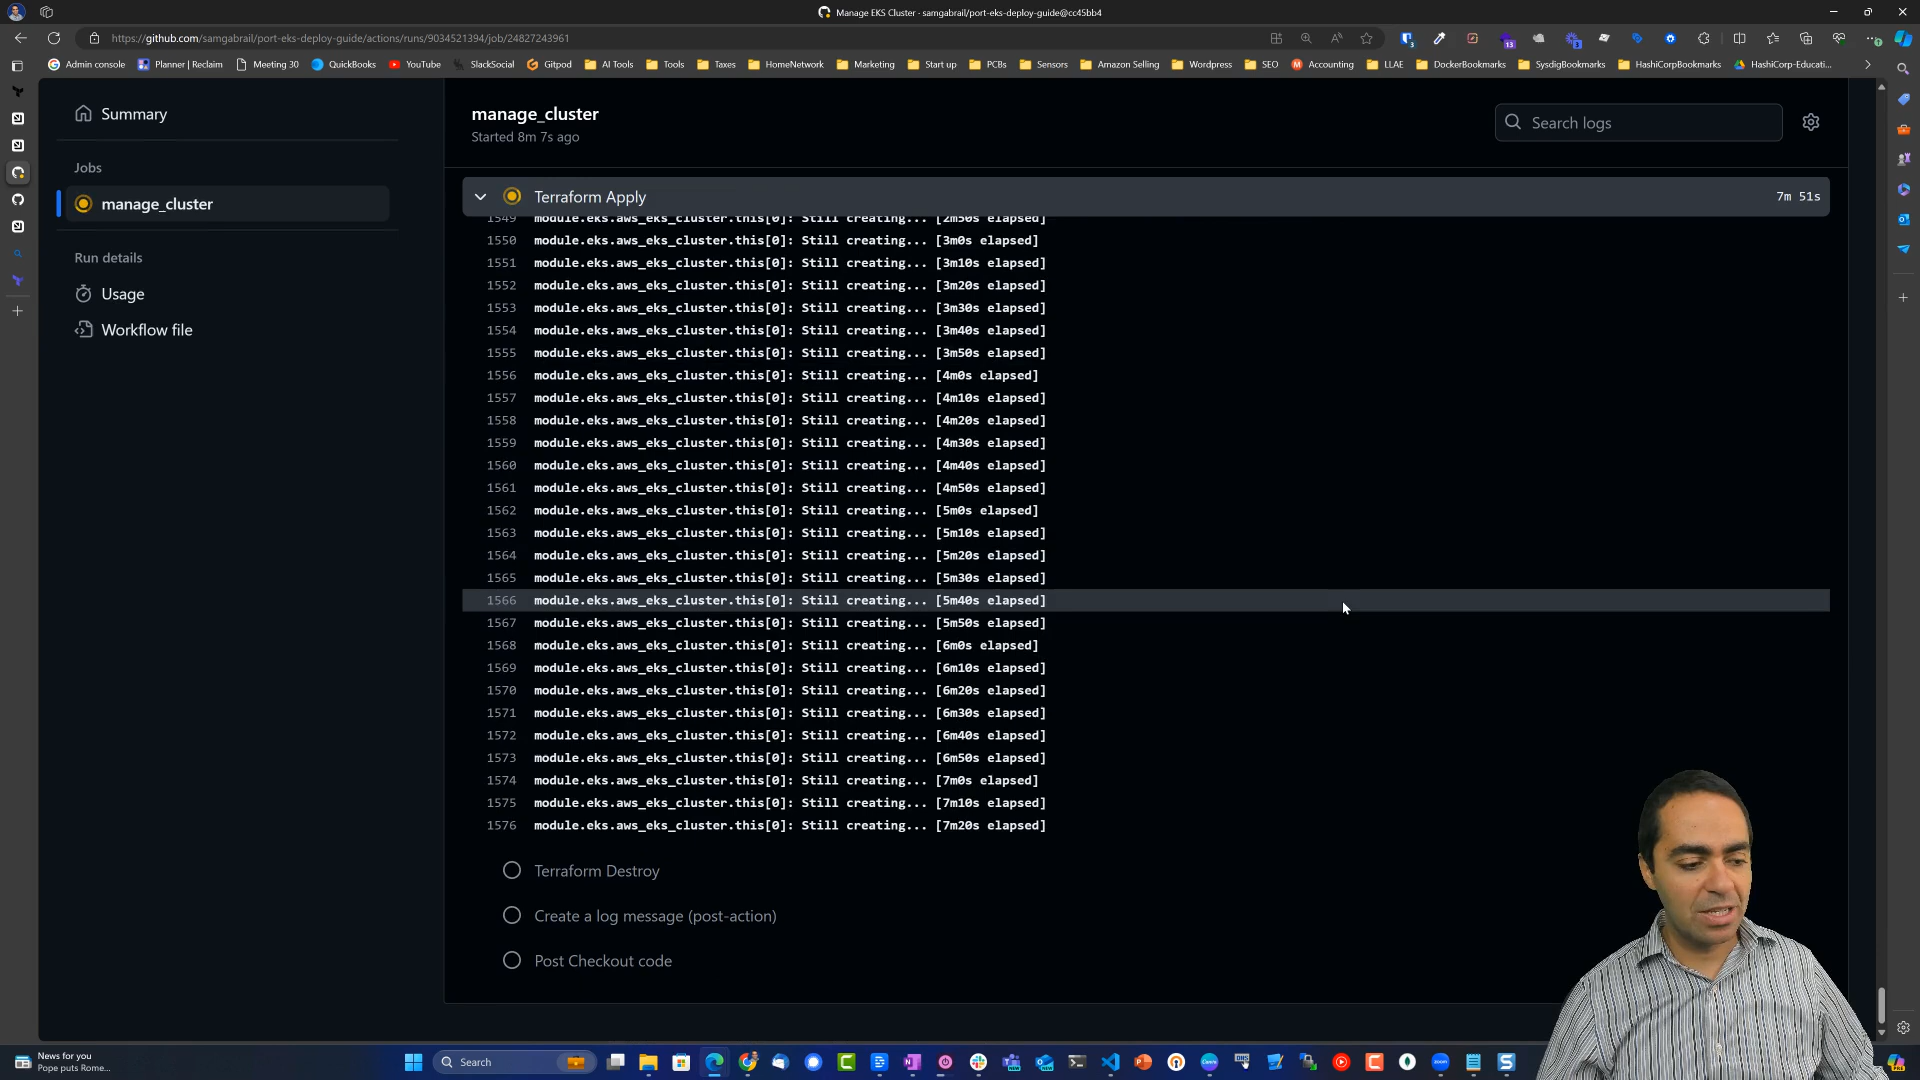 Manage EKS Cluster · samgabrail/port-eks-deploy-guide@cc45bb4
https://github.com/samgabrail/port-eks-deploy-guide/actions/runs/9034521394/job/24827243961
Admin console
Planner | Reclaim
Meeting 30
QuickBooks
YouTube
SlackSocial
Gitpod
AI Tools
Tools
Taxes
HomeNetwork
Marketing
Start up
PCBs
Sensors
Amazon Selling
Wordpress
SEO
Accounting
LLAE
DockerBookmarks
SysdigBookmarks
HashiCorpBookmarks
HashiCorp-Educati...
Summary
Jobs
manage_cluster
Run details
Usage
Workflow file
manage_cluster
Started 8m 7s ago
Search logs
Terraform Apply
7m 51s
1549 module.eks.aws_eks_cluster.this[0]: Still creating... [2m50s elapsed]
1550 module.eks.aws_eks_cluster.this[0]: Still creating... [3m0s elapsed]
1551 module.eks.aws_eks_cluster.this[0]: Still creating... [3m10s elapsed]
1552 module.eks.aws_eks_cluster.this[0]: Still creating... [3m20s elapsed]
1553 module.eks.aws_eks_cluster.this[0]: Still creating... [3m30s elapsed]
1554 module.eks.aws_eks_cluster.this[0]: Still creating... [3m40s elapsed]
1555 module.eks.aws_eks_cluster.this[0]: Still creating... [3m50s elapsed]
1556 module.eks.aws_eks_cluster.this[0]: Still creating... [4m0s elapsed]
1557 module.eks.aws_eks_cluster.this[0]: Still creating... [4m10s elapsed]
1558 module.eks.aws_eks_cluster.this[0]: Still creating... [4m20s elapsed]
1559 module.eks.aws_eks_cluster.this[0]: Still creating... [4m30s elapsed]
1560 module.eks.aws_eks_cluster.this[0]: Still creating... [4m40s elapsed]
1561 module.eks.aws_eks_cluster.this[0]: Still creating... [4m50s elapsed]
1562 module.eks.aws_eks_cluster.this[0]: Still creating... [5m0s elapsed]
1563 module.eks.aws_eks_cluster.this[0]: Still creating... [5m10s elapsed]
1564 module.eks.aws_eks_cluster.this[0]: Still creating... [5m20s elapsed]
1565 module.eks.aws_eks_cluster.this[0]: Still creating... [5m30s elapsed]
1566 module.eks.aws_eks_cluster.this[0]: Still creating... [5m40s elapsed]
1567 module.eks.aws_eks_cluster.this[0]: Still creating... [5m50s elapsed]
1568 module.eks.aws_eks_cluster.this[0]: Still creating... [6m0s elapsed]
1569 module.eks.aws_eks_cluster.this[0]: Still creating... [6m10s elapsed]
1570 module.eks.aws_eks_cluster.this[0]: Still creating... [6m20s elapsed]
1571 module.eks.aws_eks_cluster.this[0]: Still creating... [6m30s elapsed]
1572 module.eks.aws_eks_cluster.this[0]: Still creating... [6m40s elapsed]
1573 module.eks.aws_eks_cluster.this[0]: Still creating... [6m50s elapsed]
1574 module.eks.aws_eks_cluster.this[0]: Still creating... [7m0s elapsed]
1575 module.eks.aws_eks_cluster.this[0]: Still creating... [7m10s elapsed]
1576 module.eks.aws_eks_cluster.this[0]: Still creating... [7m20s elapsed]
Terraform Destroy
Create a log message (post-action)
Post Checkout code
News for you
Pope puts Rome...
Search